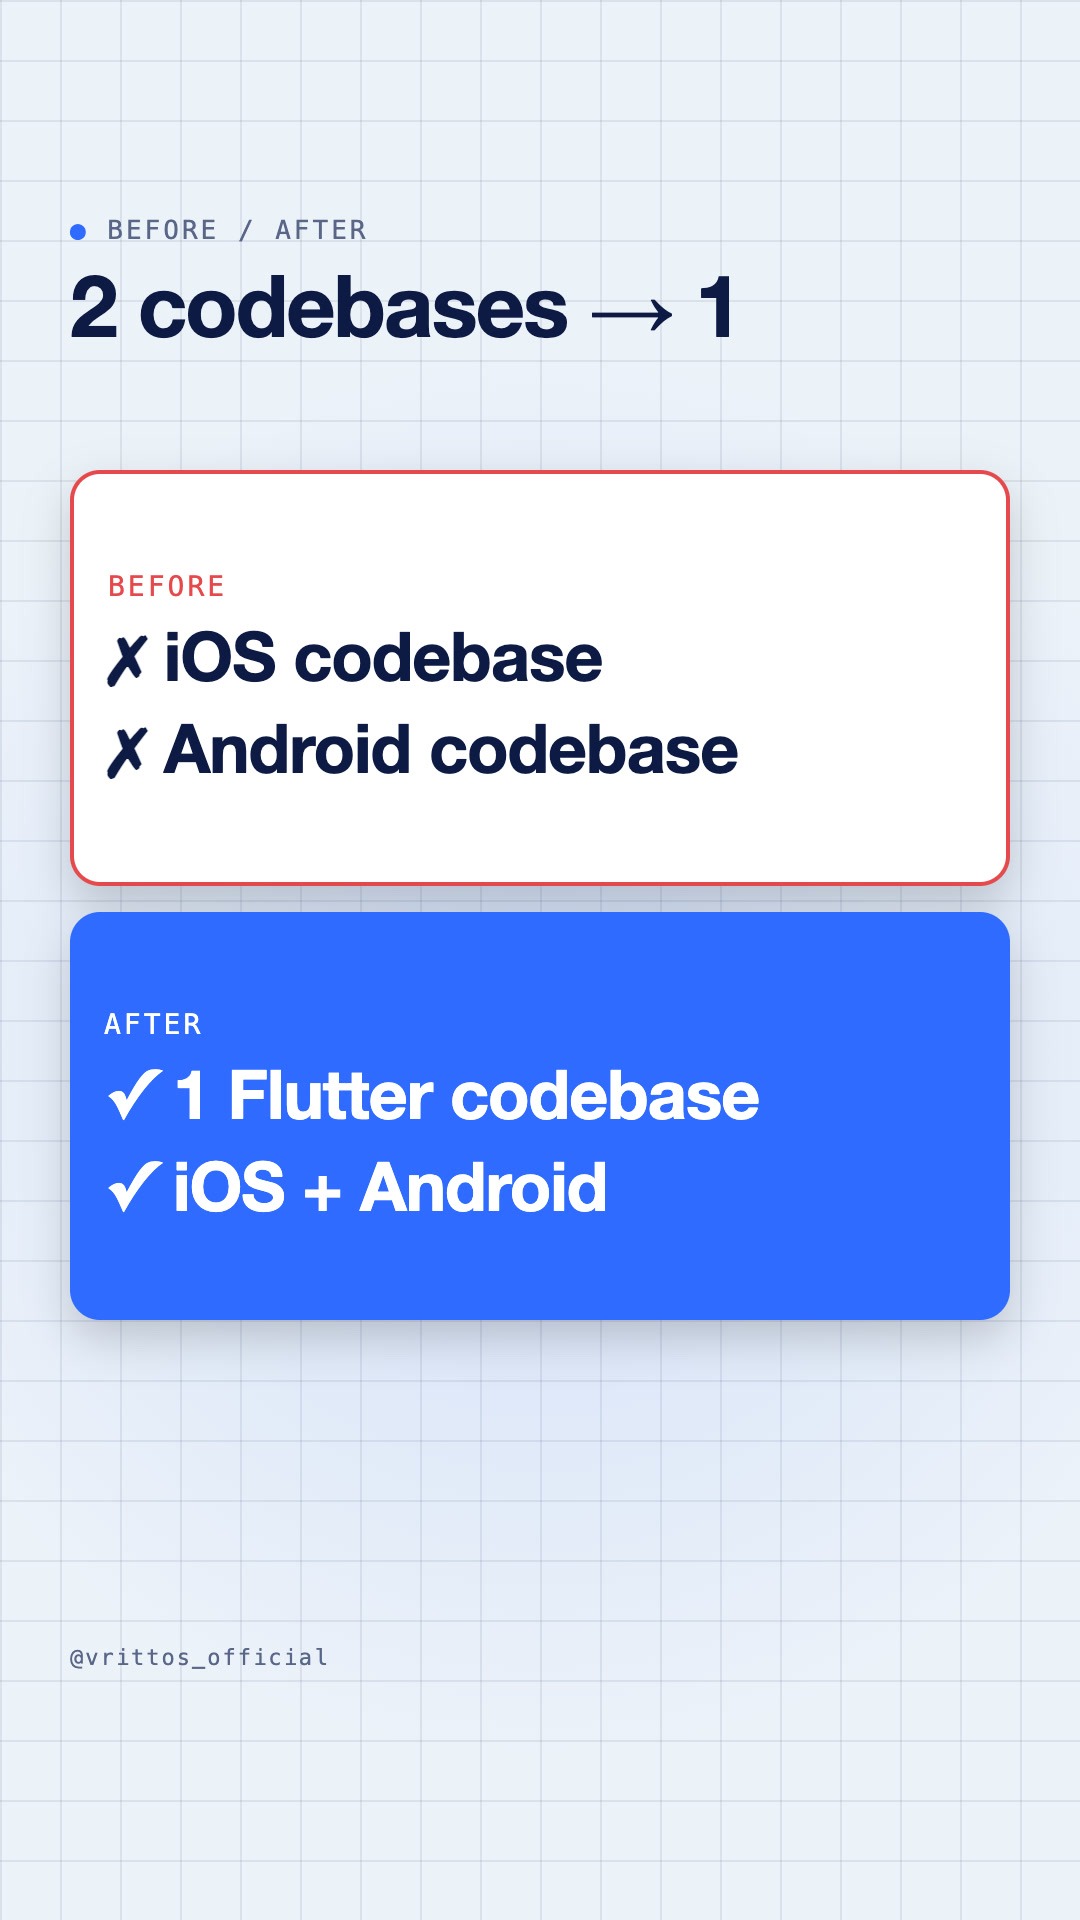 BEFORE / AFTER
2 codebases → 1
BEFORE
✗ iOS codebase
✗ Android codebase
AFTER
✓ 1 Flutter codebase
✓ iOS + Android
@vrittos_official